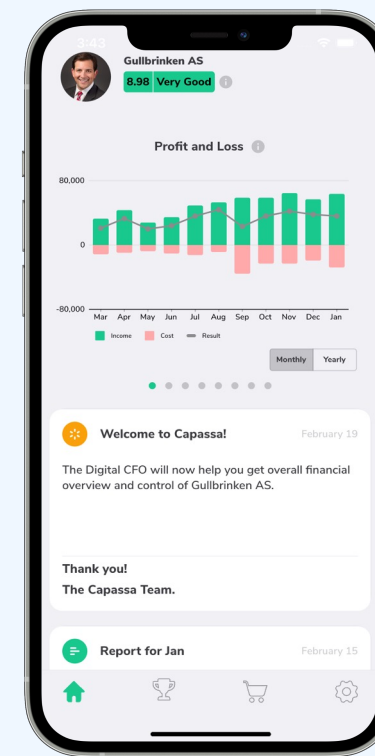 3:43
Gullbrinken AS
8.98 Very Good
Profit and Loss
80,000
0
-80,000
Mar Apr May Jun Jul Aug Sep Oct Nov Dec Jan
Income Cost Result
Monthly Yearly
Welcome to Capassa! February 19
The Digital CFO will now help you get overall financial
overview and control of Gullbrinken AS.
Thank you!
The Capassa Team.
Report for Jan February 15